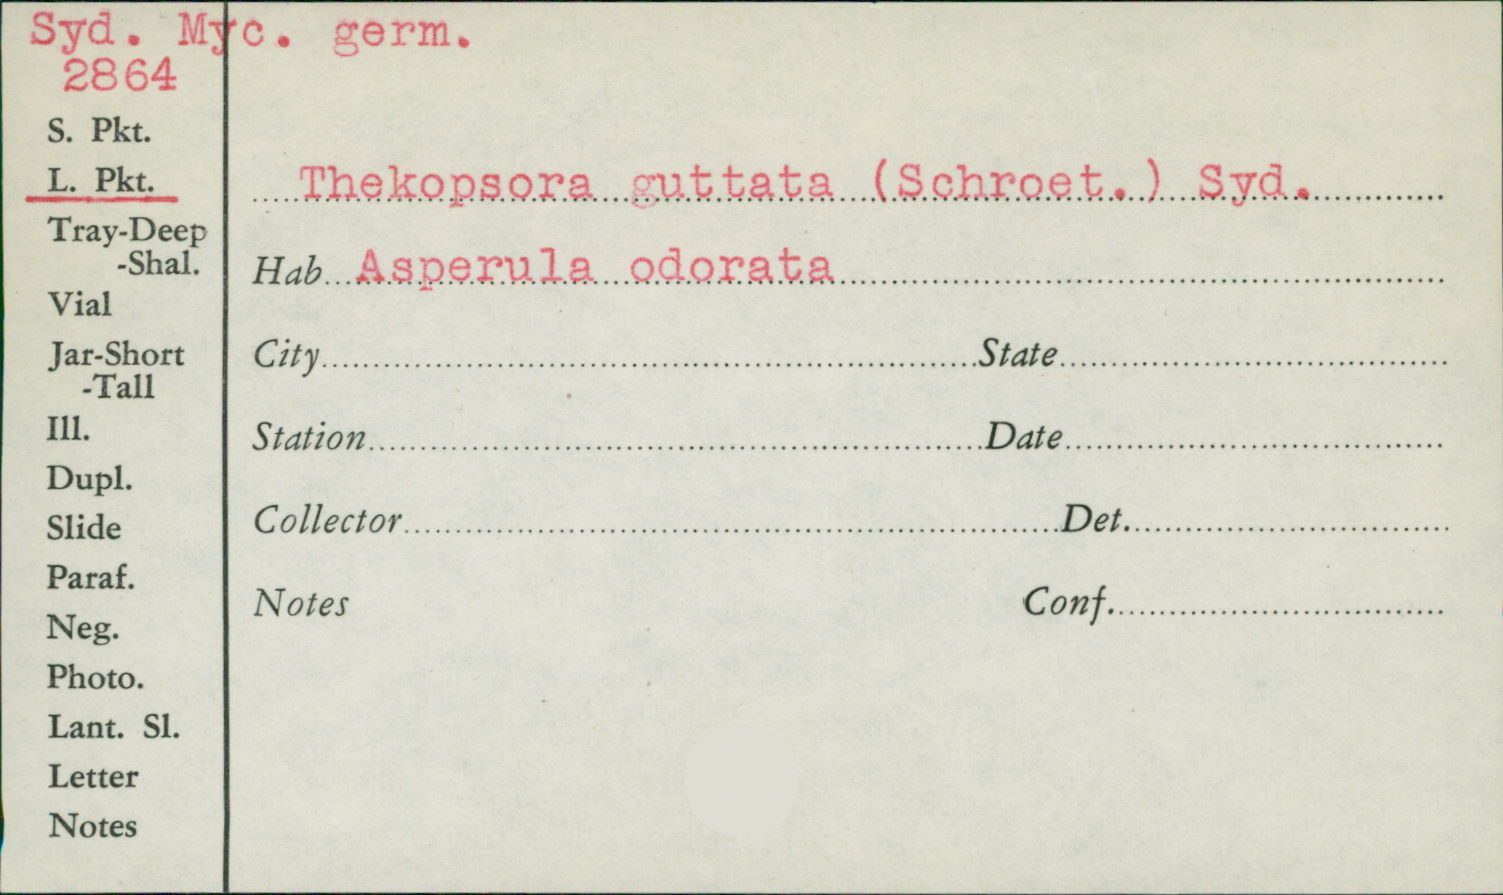 Syd. Myc. germ.
2864
S. Pkt.
L. Pkt.
Tray-Deep
-Shal.
Vial
Jar-Short
-Tall
Ill.
Dupl.
Slide
Paraf.
Neg.
Photo.
Lant. Sl.
Letter
Notes
Thekopsora guttata (Schroet.) Syd.
Hab. Asperula odorata
City State
Station Date
Collector Det.
Notes Conf.